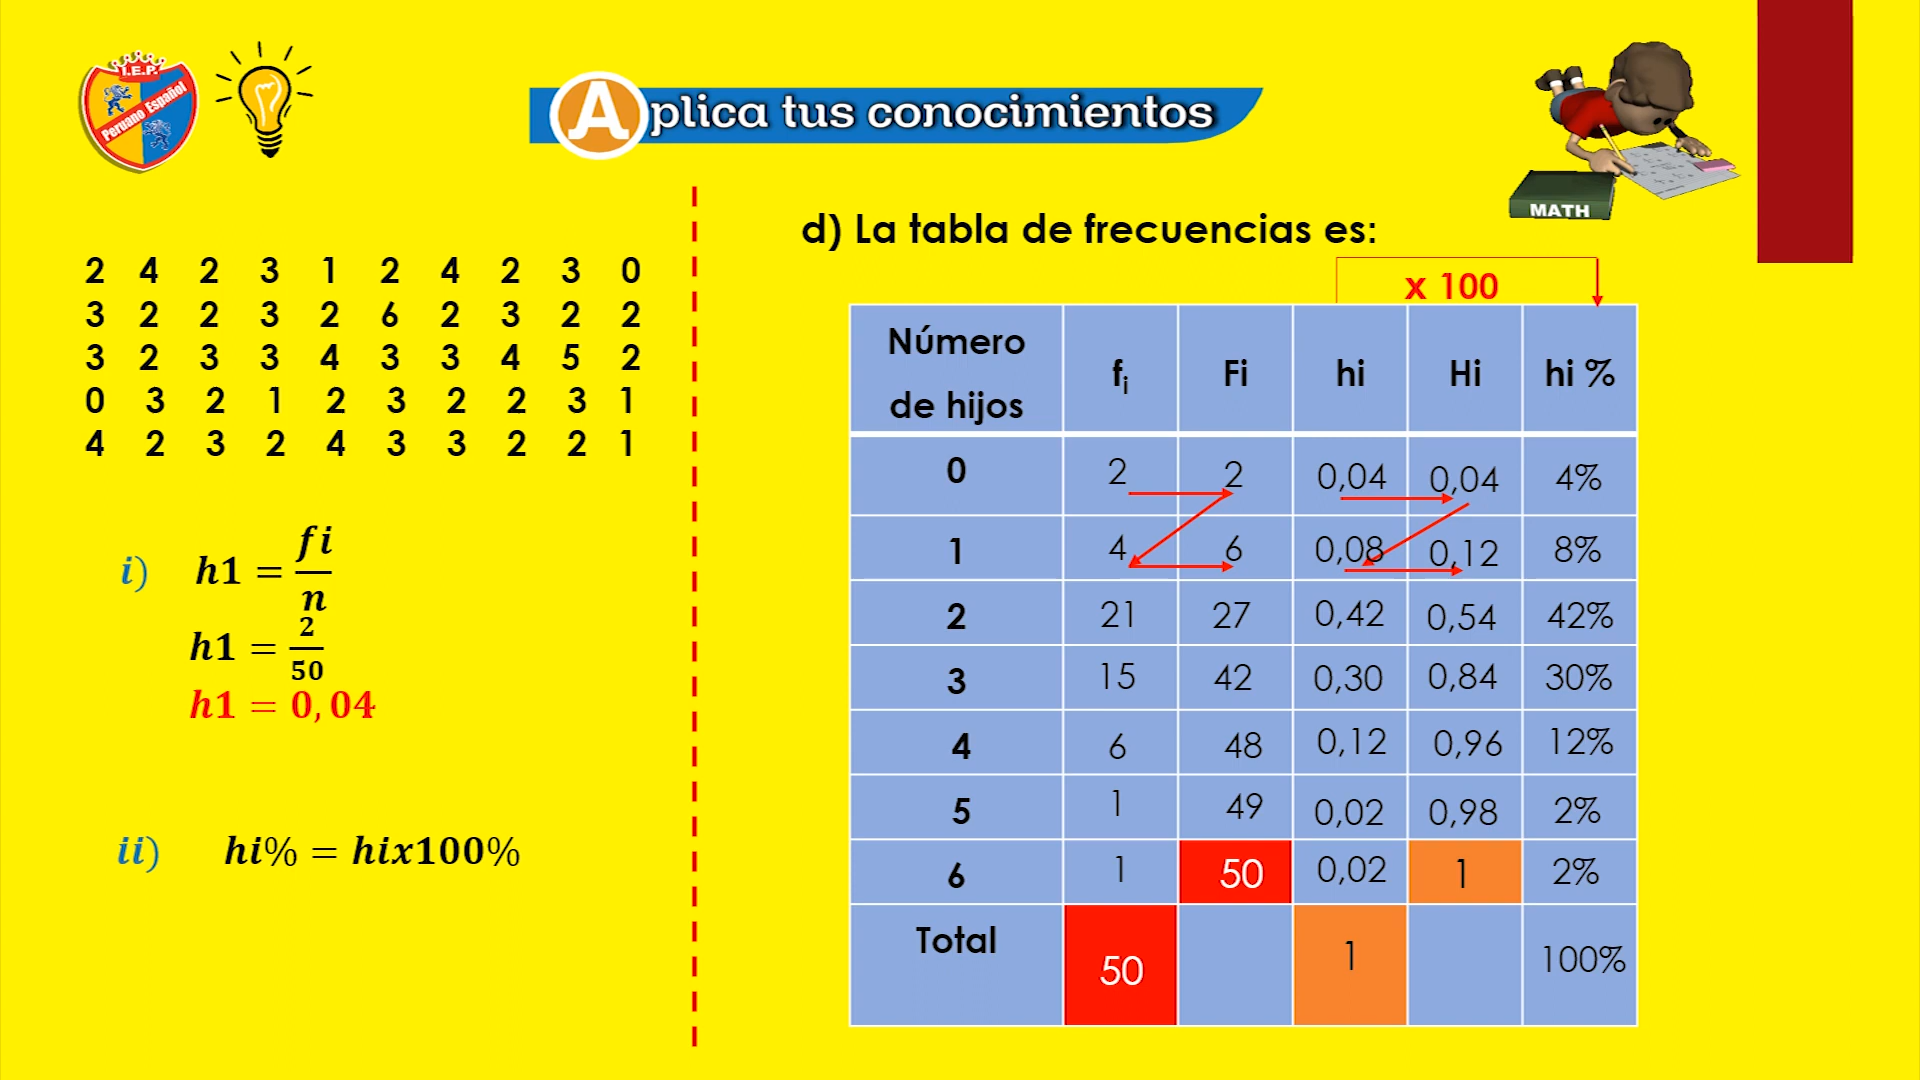 I.E.P.
Peruano Español
Aplica tus conocimientos
MATH
2 4 2 3 1 2 4 2 3 0
3 2 2 3 2 6 2 3 2 2
3 2 3 3 4 3 3 4 5 2
0 3 2 1 2 3 2 2 3 1
4 2 3 2 4 3 3 2 2 1
i) h1 = fi/n
h1 = 2/50
h1 = 0,04
ii) hi% = hix100%
d) La tabla de frecuencias es:
x 100
Número de hijos fi Fi hi Hi hi %
0 2 2 0,04 0,04 4%
1 4 6 0,08 0,12 8%
2 21 27 0,42 0,54 42%
3 15 42 0,30 0,84 30%
4 6 48 0,12 0,96 12%
5 1 49 0,02 0,98 2%
6 1 50 0,02 1 2%
Total 50 1 100%